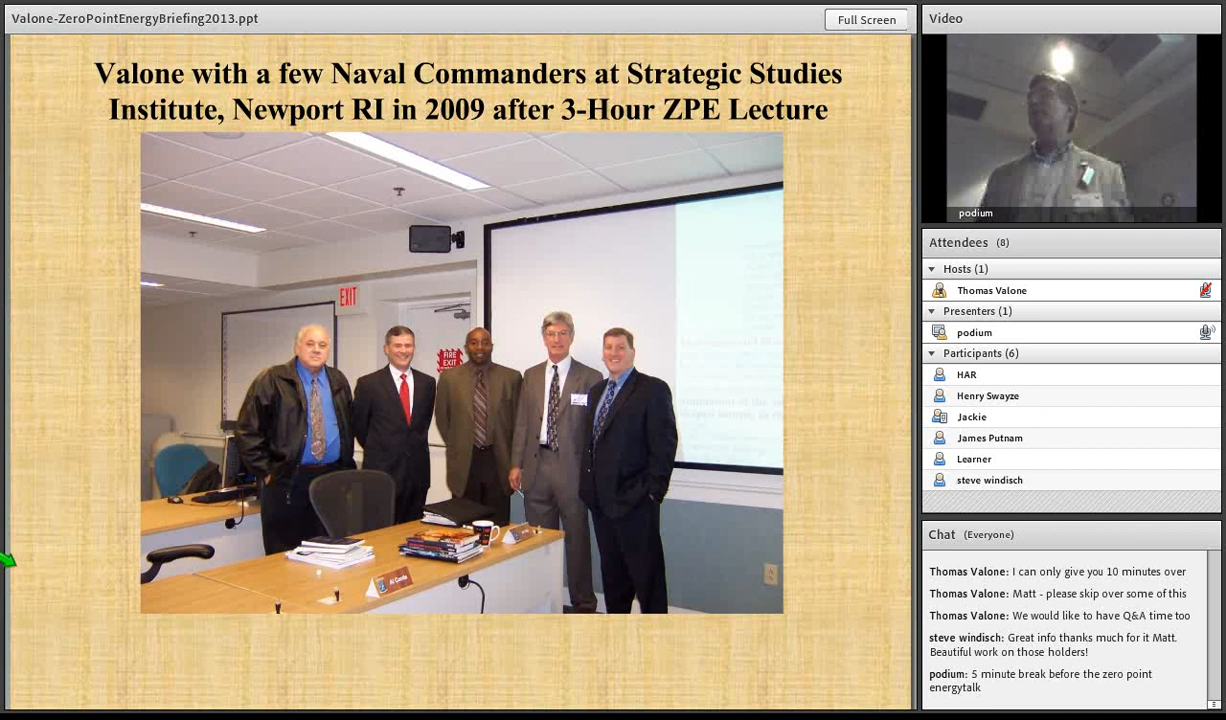 Valone-ZeroPointEnergyBriefing2013.ppt
Full Screen
Valone with a few Naval Commanders at Strategic Studies
Institute, Newport RI in 2009 after 3-Hour ZPE Lecture
EXIT
FIRE
EXIT
Video
podium
Attendees (8)
Hosts (1)
Thomas Valone
Presenters (1)
podium
Participants (6)
HAR
Henry Swayze
Jackie
James Putnam
Learner
steve windisch
Chat (Everyone)
Thomas Valone: I can only give you 10 minutes over
Thomas Valone: Matt - please skip over some of this
Thomas Valone: We would like to have Q&A time too
steve windisch: Great info thanks much for it Matt.
Beautiful work on those holders!
podium: 5 minute break before the zero point
energytalk